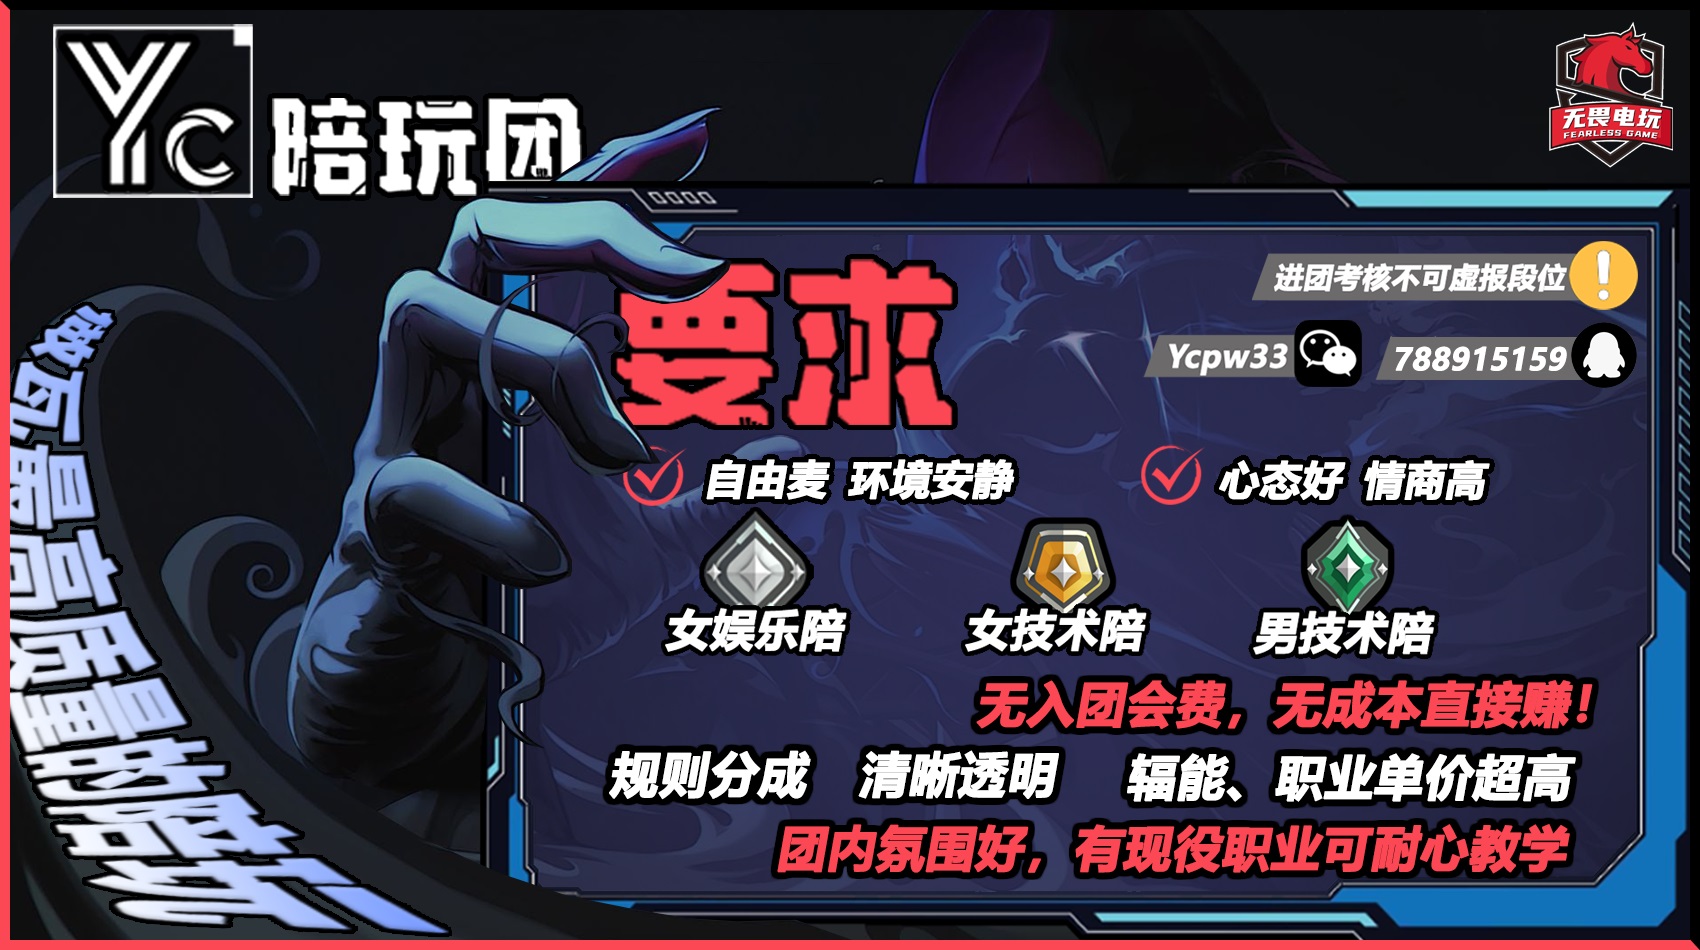 Yc 陪玩团
无畏电玩
FEARLESS GAME
做瓦最高质量的陪玩
要求
进团考核不可虚报段位
Ycpw33
788915159
自由麦 环境安静
心态好 情商高
女娱乐陪
女技术陪
男技术陪
无入团会费，无成本直接赚！
规则分成 清晰透明 辐能、职业单价超高
团内氛围好，有现役职业可耐心教学